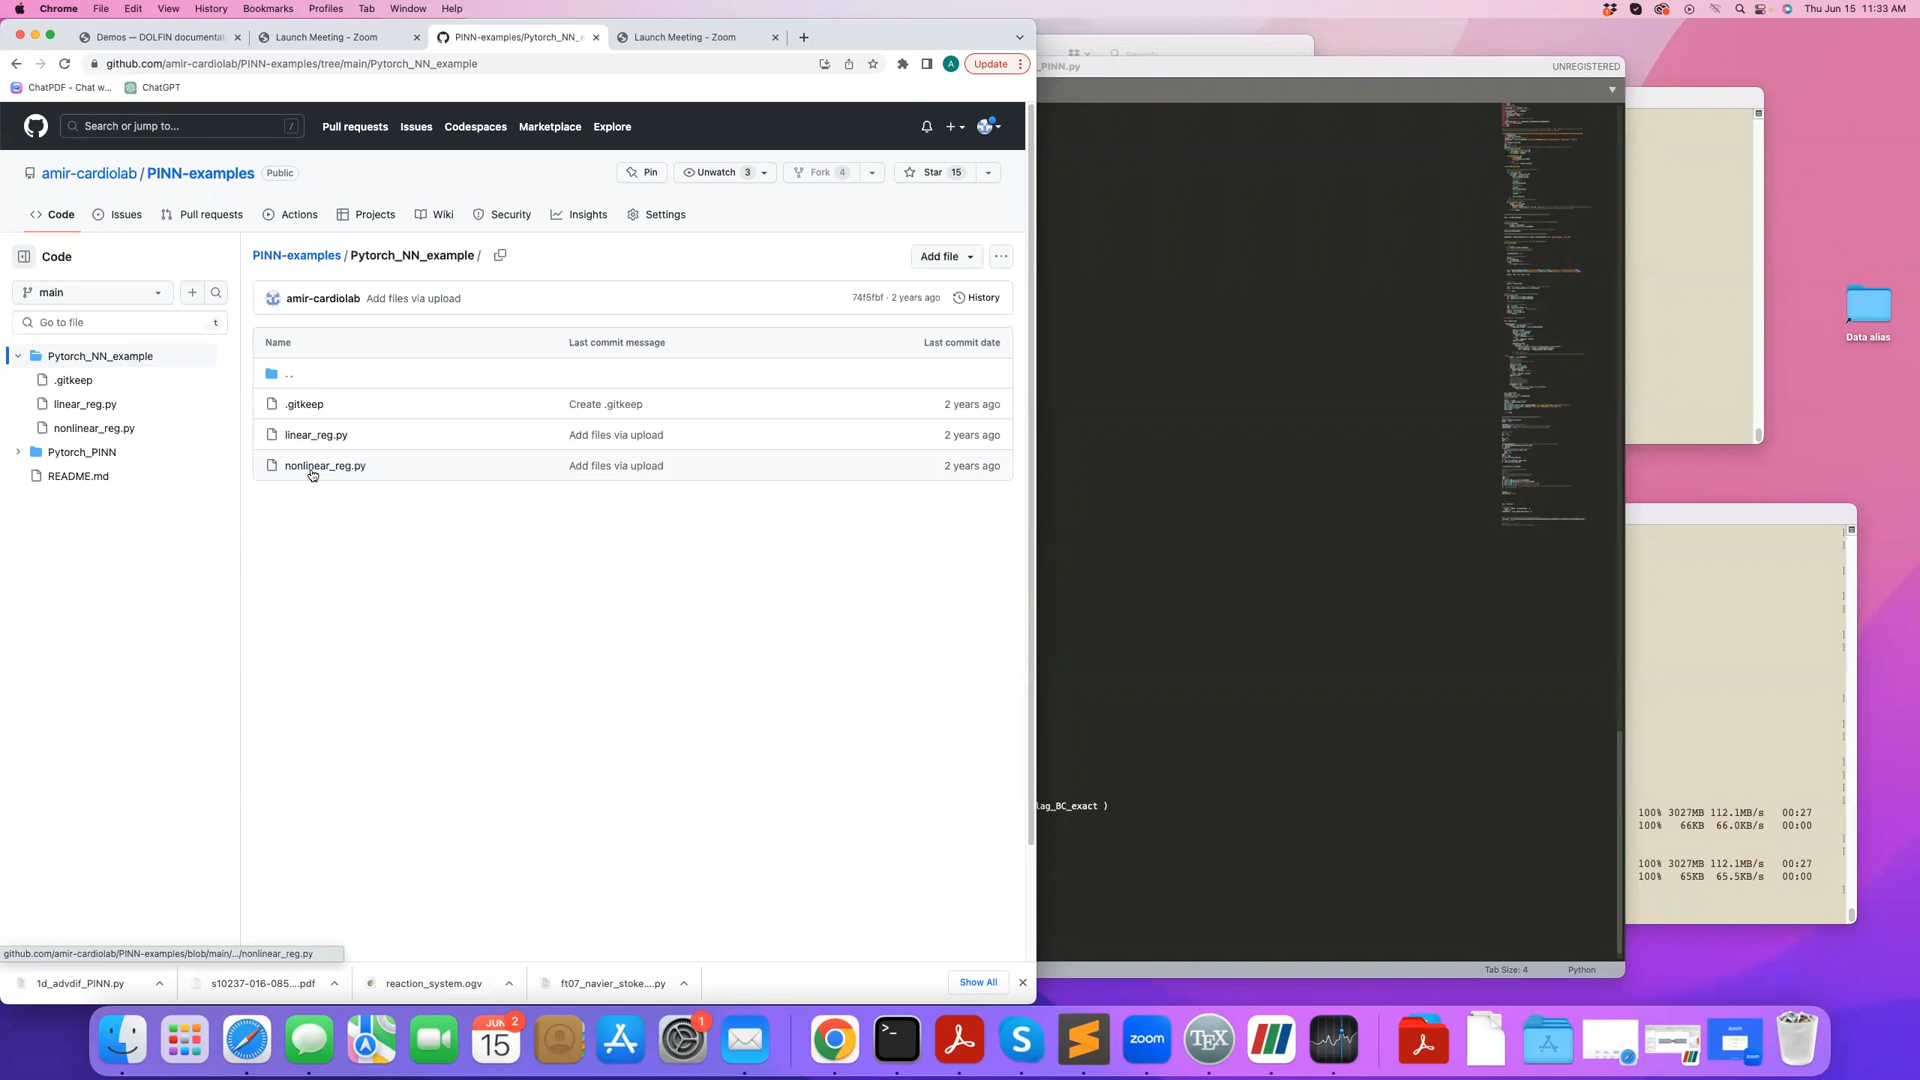 Chrome File Edit View History Bookmarks Profiles Tab Window Help
Thu Jun 15 11:33 AM
Demos — DOLFIN documentat
Launch Meeting - Zoom
PINN-examples/Pytorch_NN_e
Launch Meeting - Zoom
github.com/amir-cardiolab/PINN-examples/tree/main/Pytorch_NN_example
A
Update
ChatPDF - Chat w...
ChatGPT
_PINN.py
UNREGISTERED
Search or jump to...
/
Pull requests Issues Codespaces Marketplace Explore
amir-cardiolab / PINN-examples Public
Pin
Unwatch 3
Fork 4
Star 15
Code Issues Pull requests Actions Projects Wiki Security Insights Settings
Code
main
Go to file t
Pytorch_NN_example
.gitkeep
linear_reg.py
nonlinear_reg.py
Pytorch_PINN
README.md
PINN-examples / Pytorch_NN_example /
Add file
amir-cardiolab Add files via upload
74f5fbf · 2 years ago History
Name Last commit message Last commit date
..
.gitkeep Create .gitkeep 2 years ago
linear_reg.py Add files via upload 2 years ago
nonlinear_reg.py Add files via upload 2 years ago
Data alias
lag_BC_exact )
100% 3027MB 112.1MB/s 00:27
100% 66KB 66.0KB/s 00:00
100% 3027MB 112.1MB/s 00:27
100% 65KB 65.5KB/s 00:00
Tab Size: 4 Python
github.com/amir-cardiolab/PINN-examples/blob/main/.../nonlinear_reg.py
1d_advdif_PINN.py
s10237-016-085....pdf
reaction_system.ogv
ft07_navier_stoke....py
Show All
JUN 2
15
1
zoom
TEX
zoom